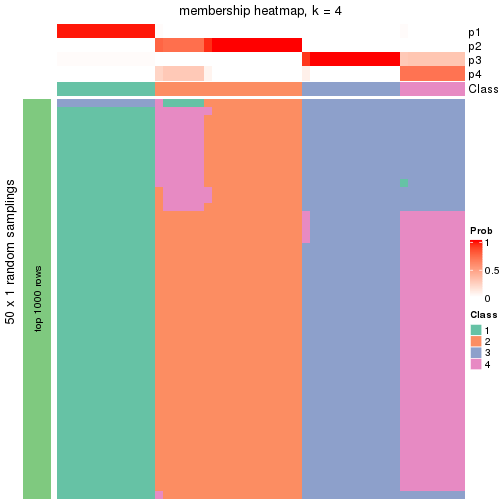 membership heatmap, k = 4
p1
p2
p3
p4
Class
50 x 1 random samplings
top 1000 rows
Prob
1
0.5
0
Class
1
2
3
4